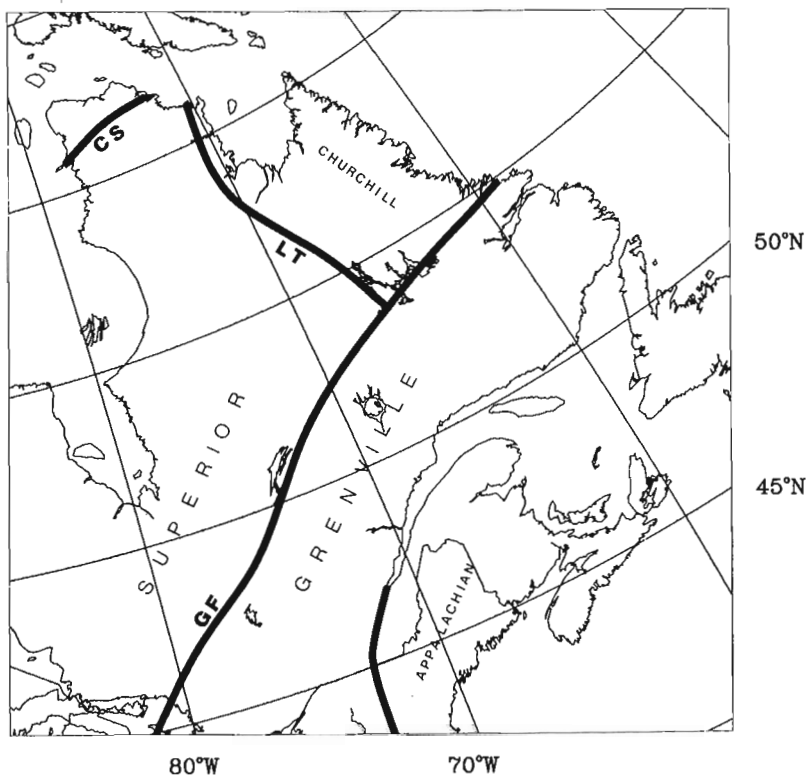 CS
CHURCHILL
50°N
LT
SUPERIOR
GRENVILLE
45°N
GF
APPALACHIAN
80°W
70°W